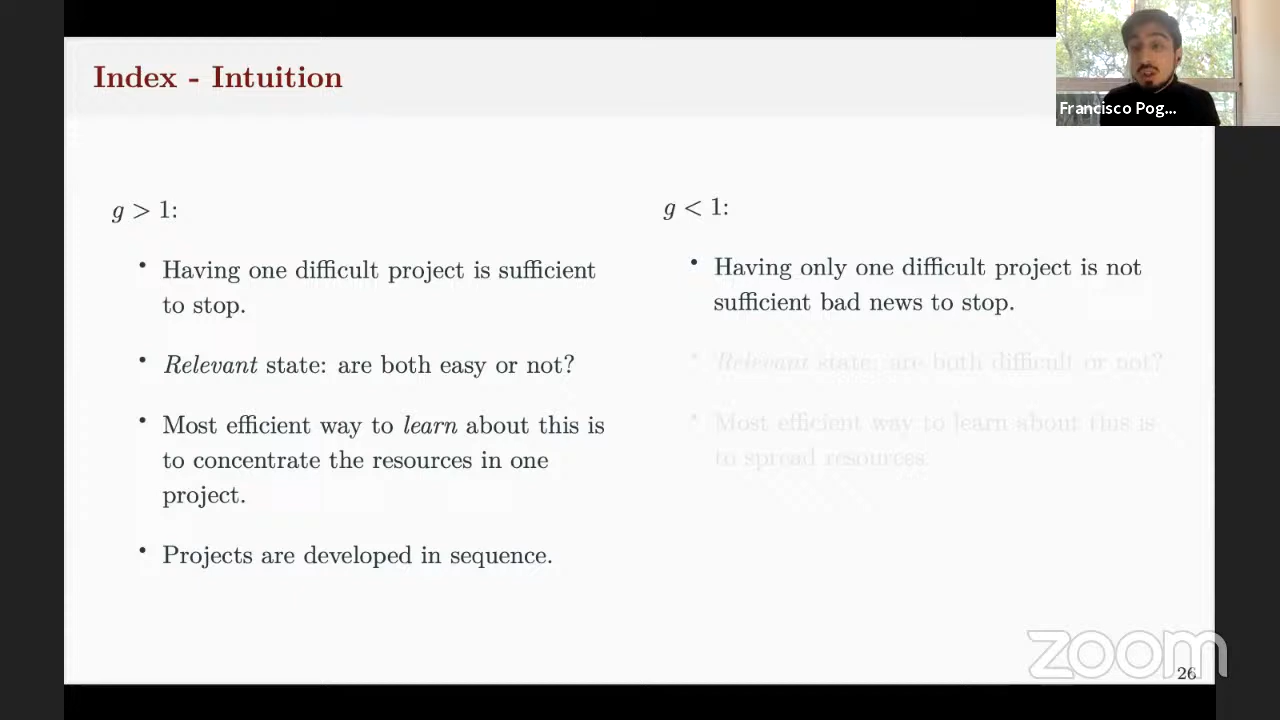 Index - Intuition
Francisco Pog...
g > 1:
• Having one difficult project is sufficient
to stop.
• Relevant state: are both easy or not?
• Most efficient way to learn about this is
to concentrate the resources in one
project.
• Projects are developed in sequence.
g < 1:
• Having only one difficult project is not
sufficient bad news to stop.
• Relevant state: are both difficult or not?
• Most efficient way to learn about this is
to spread resources.
zoom
26